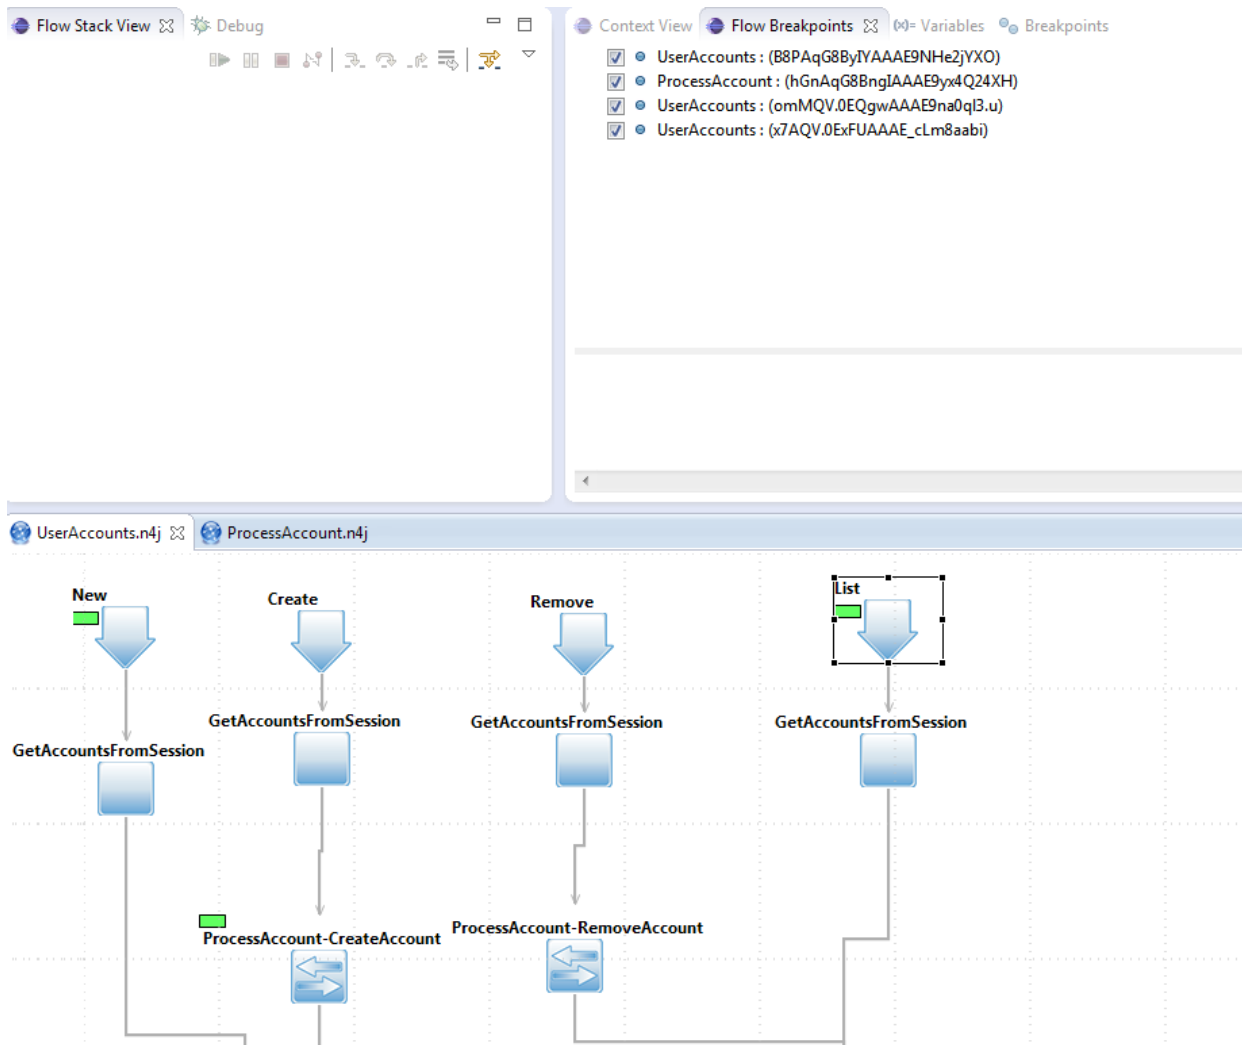 Flow Stack View
Debug
Context View
Flow Breakpoints
(x)= Variables
Breakpoints
UserAccounts : (B8PAqG8ByIYAAAE9NHe2jYXO)
ProcessAccount : (hGnAqG8BngIAAAE9yx4Q24XH)
UserAccounts : (omMQV.0EQgwAAAE9na0ql3.u)
UserAccounts : (x7AQV.0ExFUAAAE_cLm8aabi)
UserAccounts.n4j
ProcessAccount.n4j
New
Create
Remove
List
GetAccountsFromSession
GetAccountsFromSession
GetAccountsFromSession
GetAccountsFromSession
ProcessAccount-CreateAccount
ProcessAccount-RemoveAccount